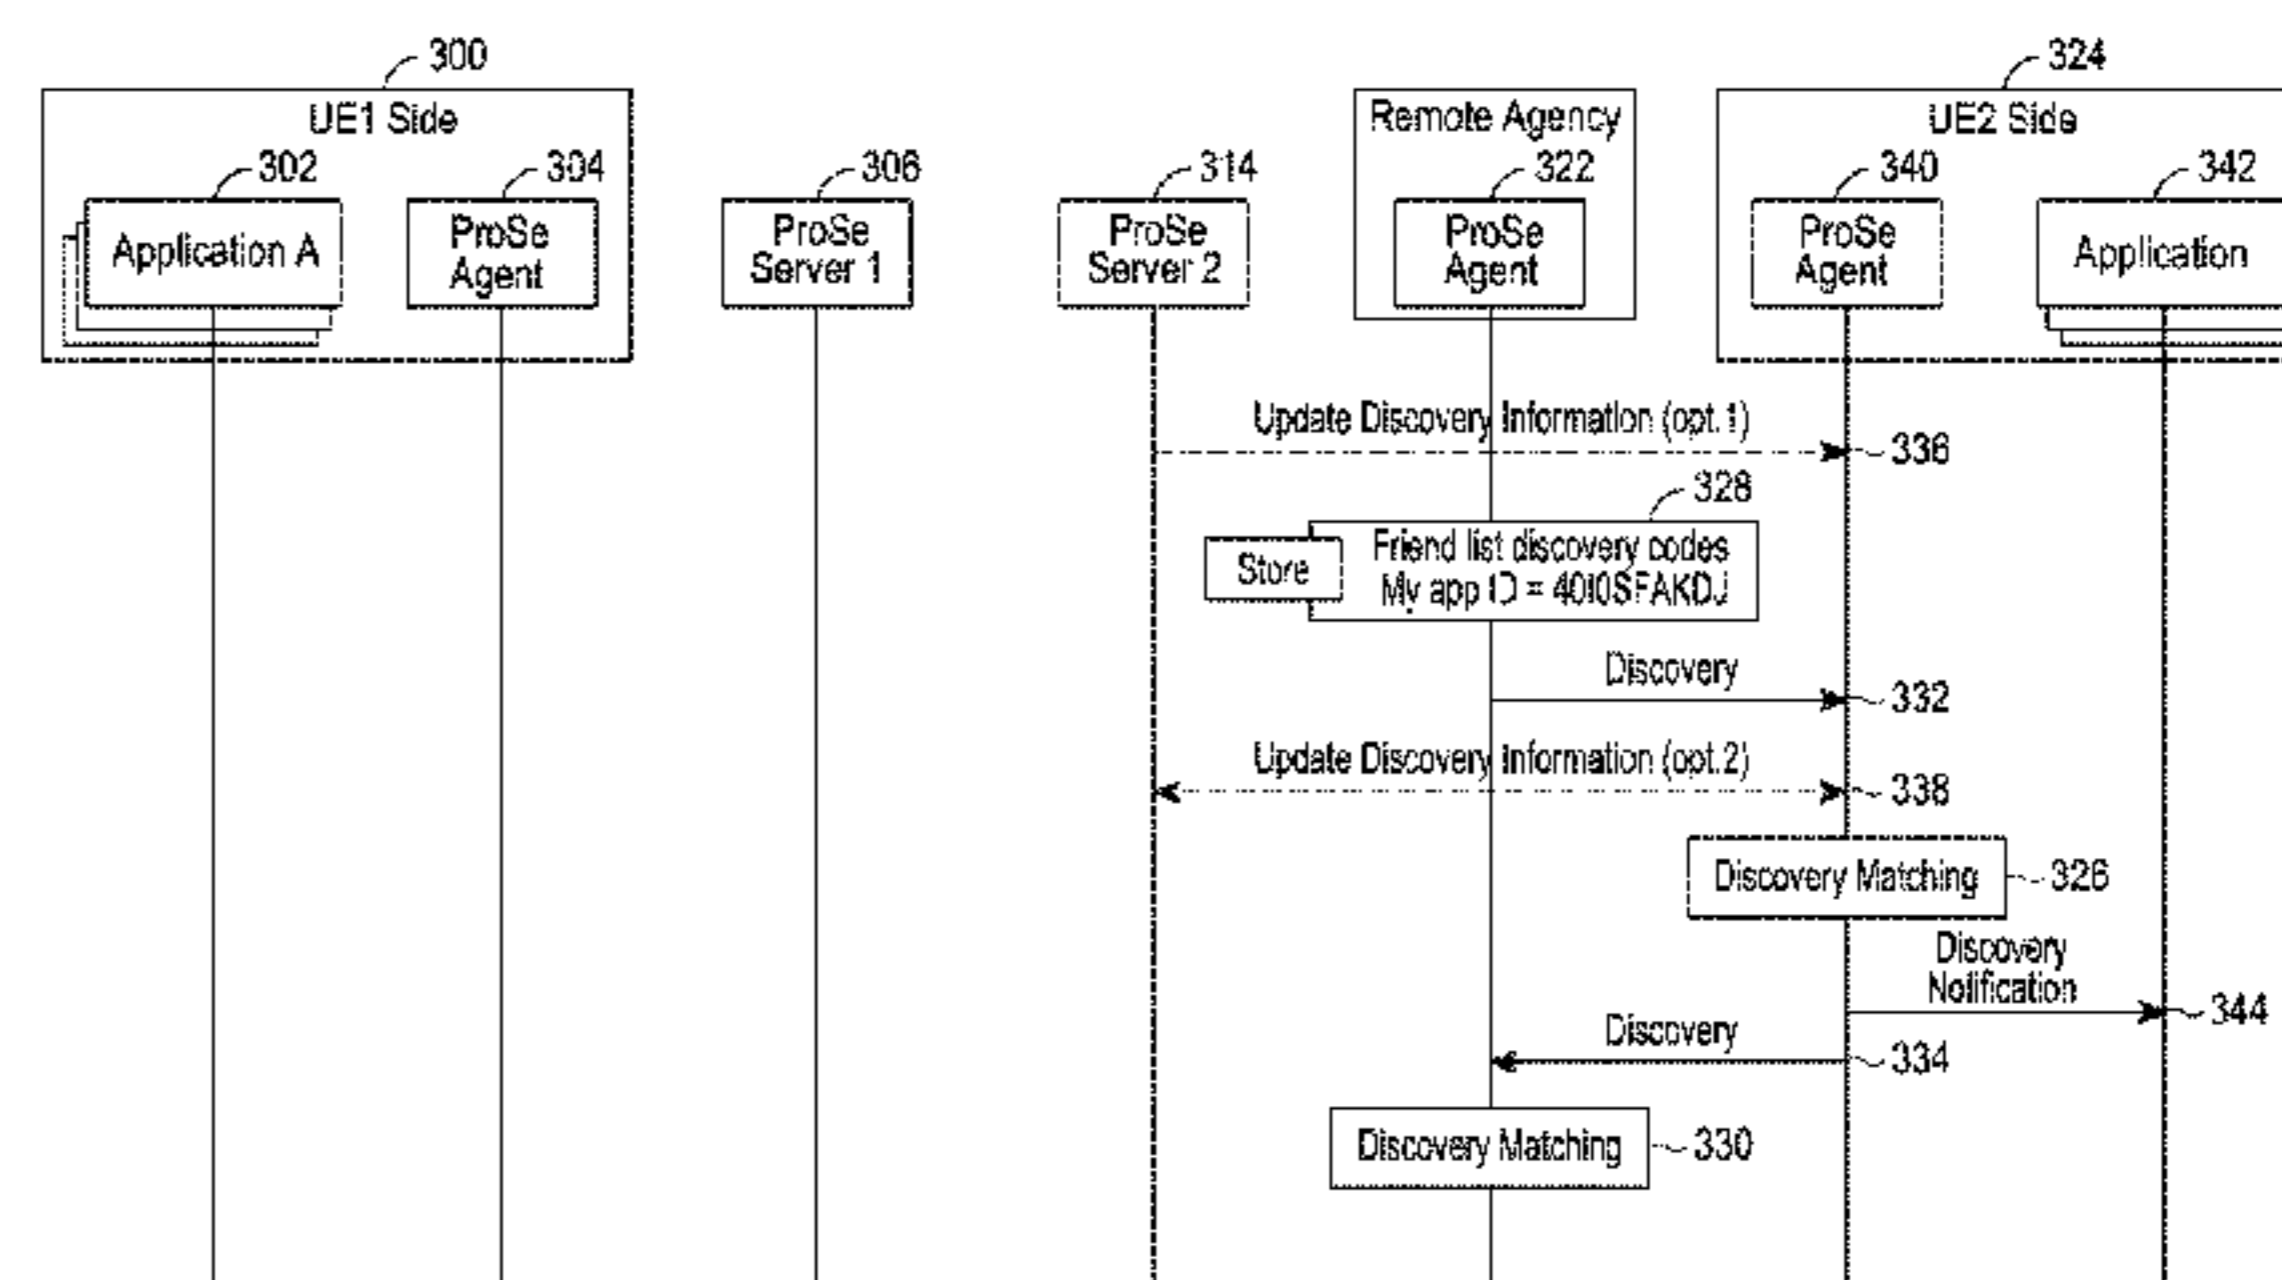 300
324
UE1 Side
Remote Agency
UE2 Side
302
304
306
314
322
340
342
Application A
ProSe
Agent
ProSe
Server 1
ProSe
Server 2
ProSe
Agent
ProSe
Agent
Application
Update Discovery Information (opt.1)
336
328
Store
Friend list discovery codes
My app ID = 40I0SFAKDJ
Discovery
332
Update Discovery Information (opt.2)
338
Discovery Matching
326
Discovery
Notification
344
Discovery
334
Discovery Matching
330